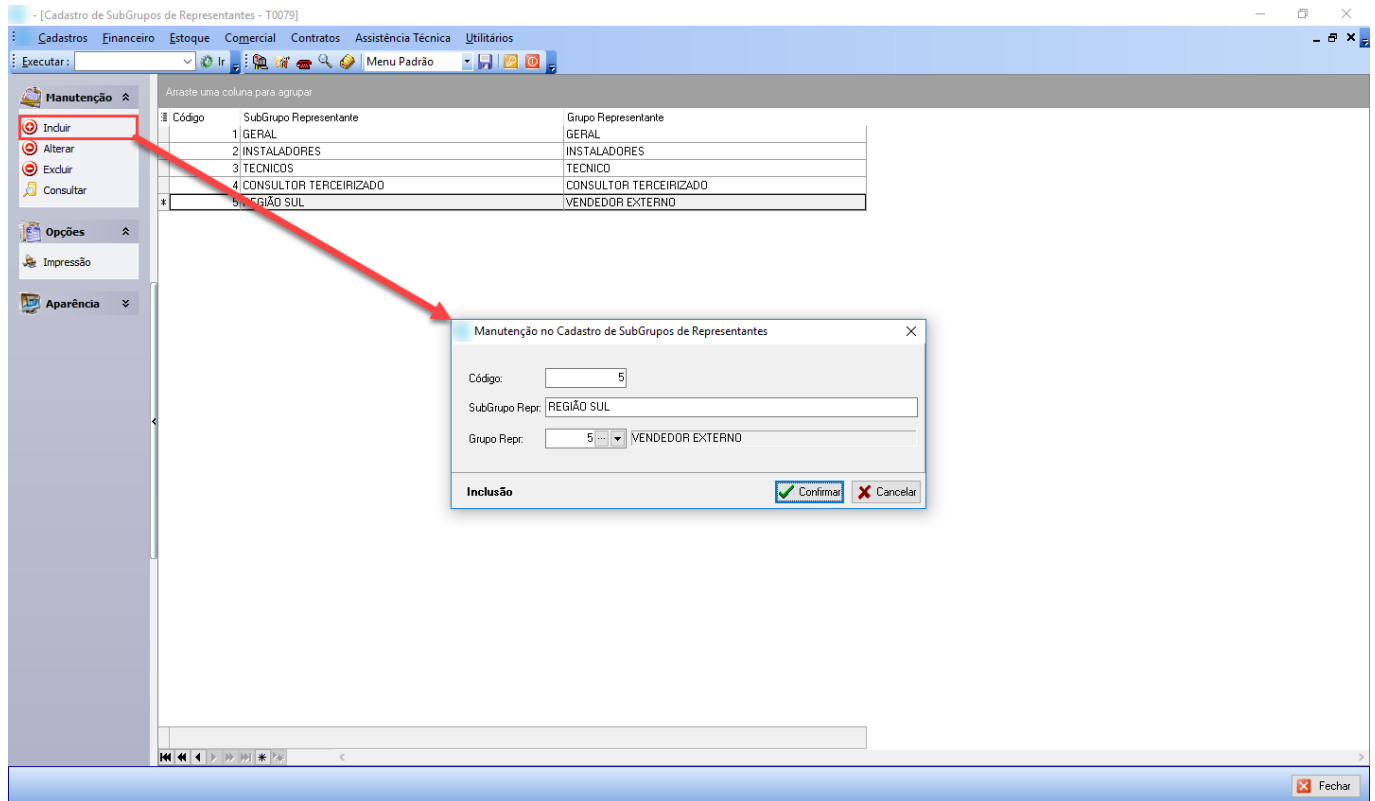 - [Cadastro de SubGrupos de Representantes - T0079]
Cadastros Financeiro Estoque Comercial Contratos Assistência Técnica Utilitários
Executar: Ir Menu Padrão
Manutenção
Incluir
Alterar
Excluir
Consultar
Opções
Impressão
Aparência
Arraste uma coluna para agrupar
Código SubGrupo Representante Grupo Representante
1 GERAL GERAL
2 INSTALADORES INSTALADORES
3 TECNICOS TECNICO
4 CONSULTOR TERCEIRIZADO CONSULTOR TERCEIRIZADO
5 REGIÃO SUL VENDEDOR EXTERNO
Manutenção no Cadastro de SubGrupos de Representantes
Código: 5
SubGrupo Repr: REGIÃO SUL
Grupo Repr: 5 VENDEDOR EXTERNO
Inclusão Confirmar Cancelar
Fechar